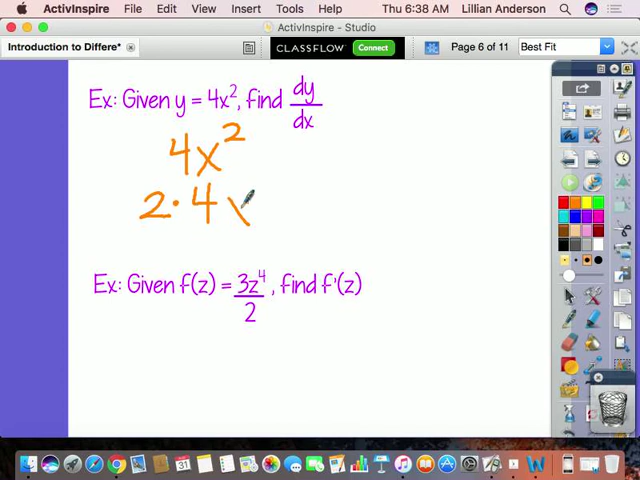 ActivInspire File Edit View Insert Tools Help Thu 6:38 AM Lillian Anderson
ActivInspire - Studio
Introduction to Differe* CLASSFLOW Connect Page 6 of 11 Best Fit
Ex: Given y = 4x², find dy/dx
4x²
2 · 4
Ex: Given f(z) = 3z⁴/2, find f'(z)